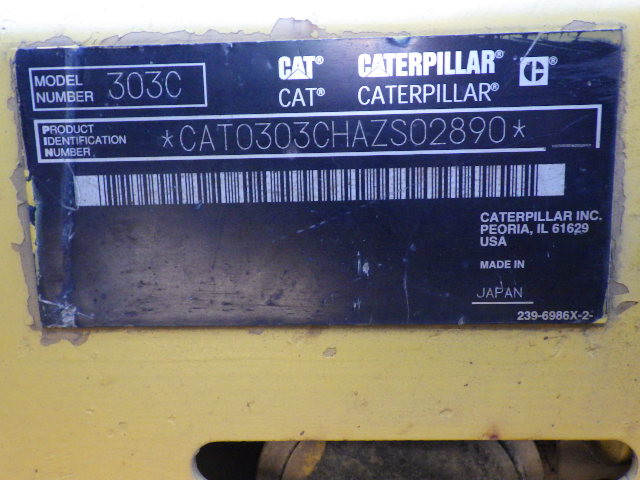 MODEL NUMBER 303C
CAT® CATERPILLAR® C®
CAT® CATERPILLAR®
PRODUCT IDENTIFICATION NUMBER *CAT0303CHAZS02890*
CATERPILLAR INC.
PEORIA, IL 61629
USA
MADE IN
JAPAN
239-6986X-2-